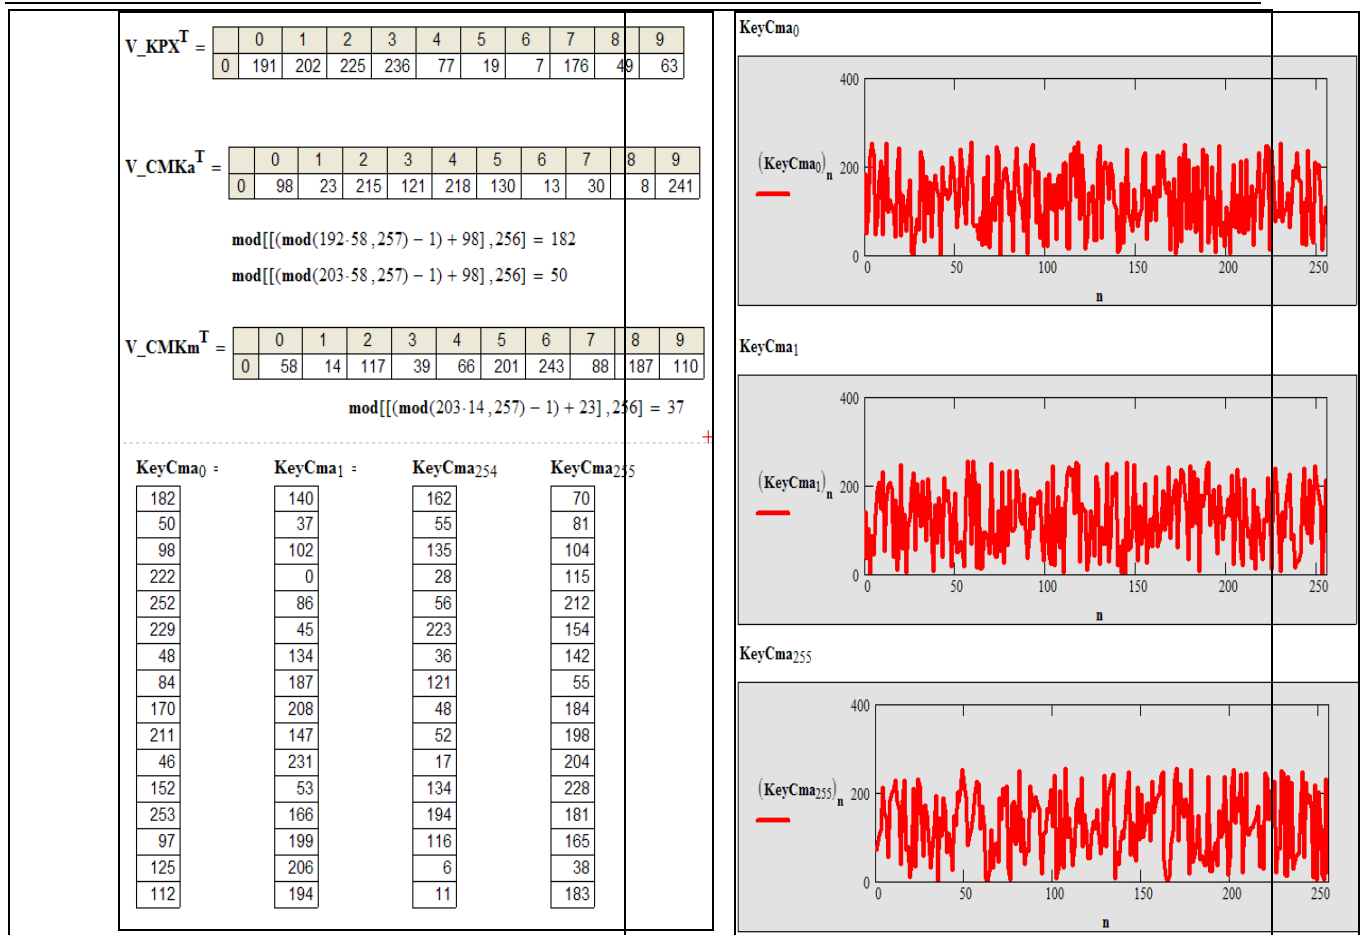 V_KPX^T =
0 1 2 3 4 5 6 7 8 9
0 191 202 225 236 77 19 7 176 49 63
V_CMKa^T =
0 1 2 3 4 5 6 7 8 9
0 98 23 215 121 218 130 13 30 8 241
mod[[(mod(192·58,257) − 1) + 98],256] = 182
mod[[(mod(203·58,257) − 1) + 98],256] = 50
V_CMKm^T =
0 1 2 3 4 5 6 7 8 9
0 58 14 117 39 66 201 243 88 187 110
mod[[(mod(203·14,257) − 1) + 23],256] = 37
KeyCma0 = KeyCma1 = KeyCma254 KeyCma255
182 140 162 70
50 37 55 81
98 102 135 104
222 0 28 115
252 86 56 212
229 45 223 154
48 134 36 142
84 187 121 55
170 208 48 184
211 147 52 198
46 231 17 204
152 53 134 228
253 166 194 181
97 199 116 165
125 206 6 38
112 194 11 183
KeyCma0
400
(KeyCma0)n 200
0
0 50 100 150 200 250
n
KeyCma1
400
(KeyCma1)n 200
0
0 50 100 150 200 250
n
KeyCma255
400
(KeyCma255)n 200
0
0 50 100 150 200 250
n